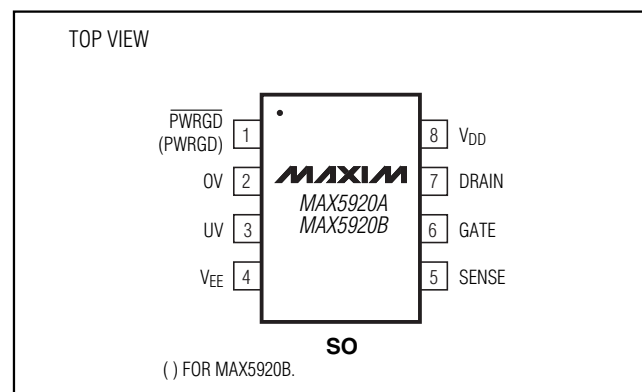 TOP VIEW
PWRGD
(PWRGD)
1
OV
2
UV
3
VEE
4
MAXIM
MAX5920A
MAX5920B
8
VDD
7
DRAIN
6
GATE
5
SENSE
SO
( ) FOR MAX5920B.